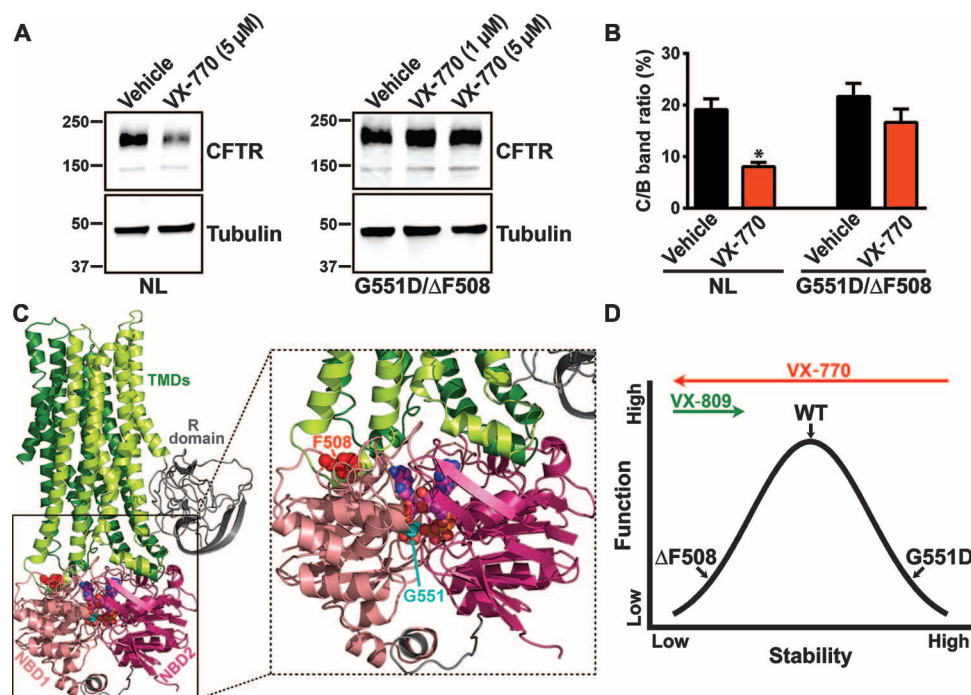 A
Vehicle
VX-770 (5 µM)
250
150
CFTR
50
37
Tubulin
NL
Vehicle
VX-770 (1 µM)
VX-770 (5 µM)
250
150
CFTR
50
37
Tubulin
G551D/ΔF508
B
C/B band ratio (%)
30
20
10
0
*
Vehicle
VX-770
Vehicle
VX-770
NL
G551D/ΔF508
C
TMDs
R
domain
NBD1
NBD2
F508
G551
D
VX-770
VX-809
WT
ΔF508
G551D
Function
High
Low
Low
High
Stability